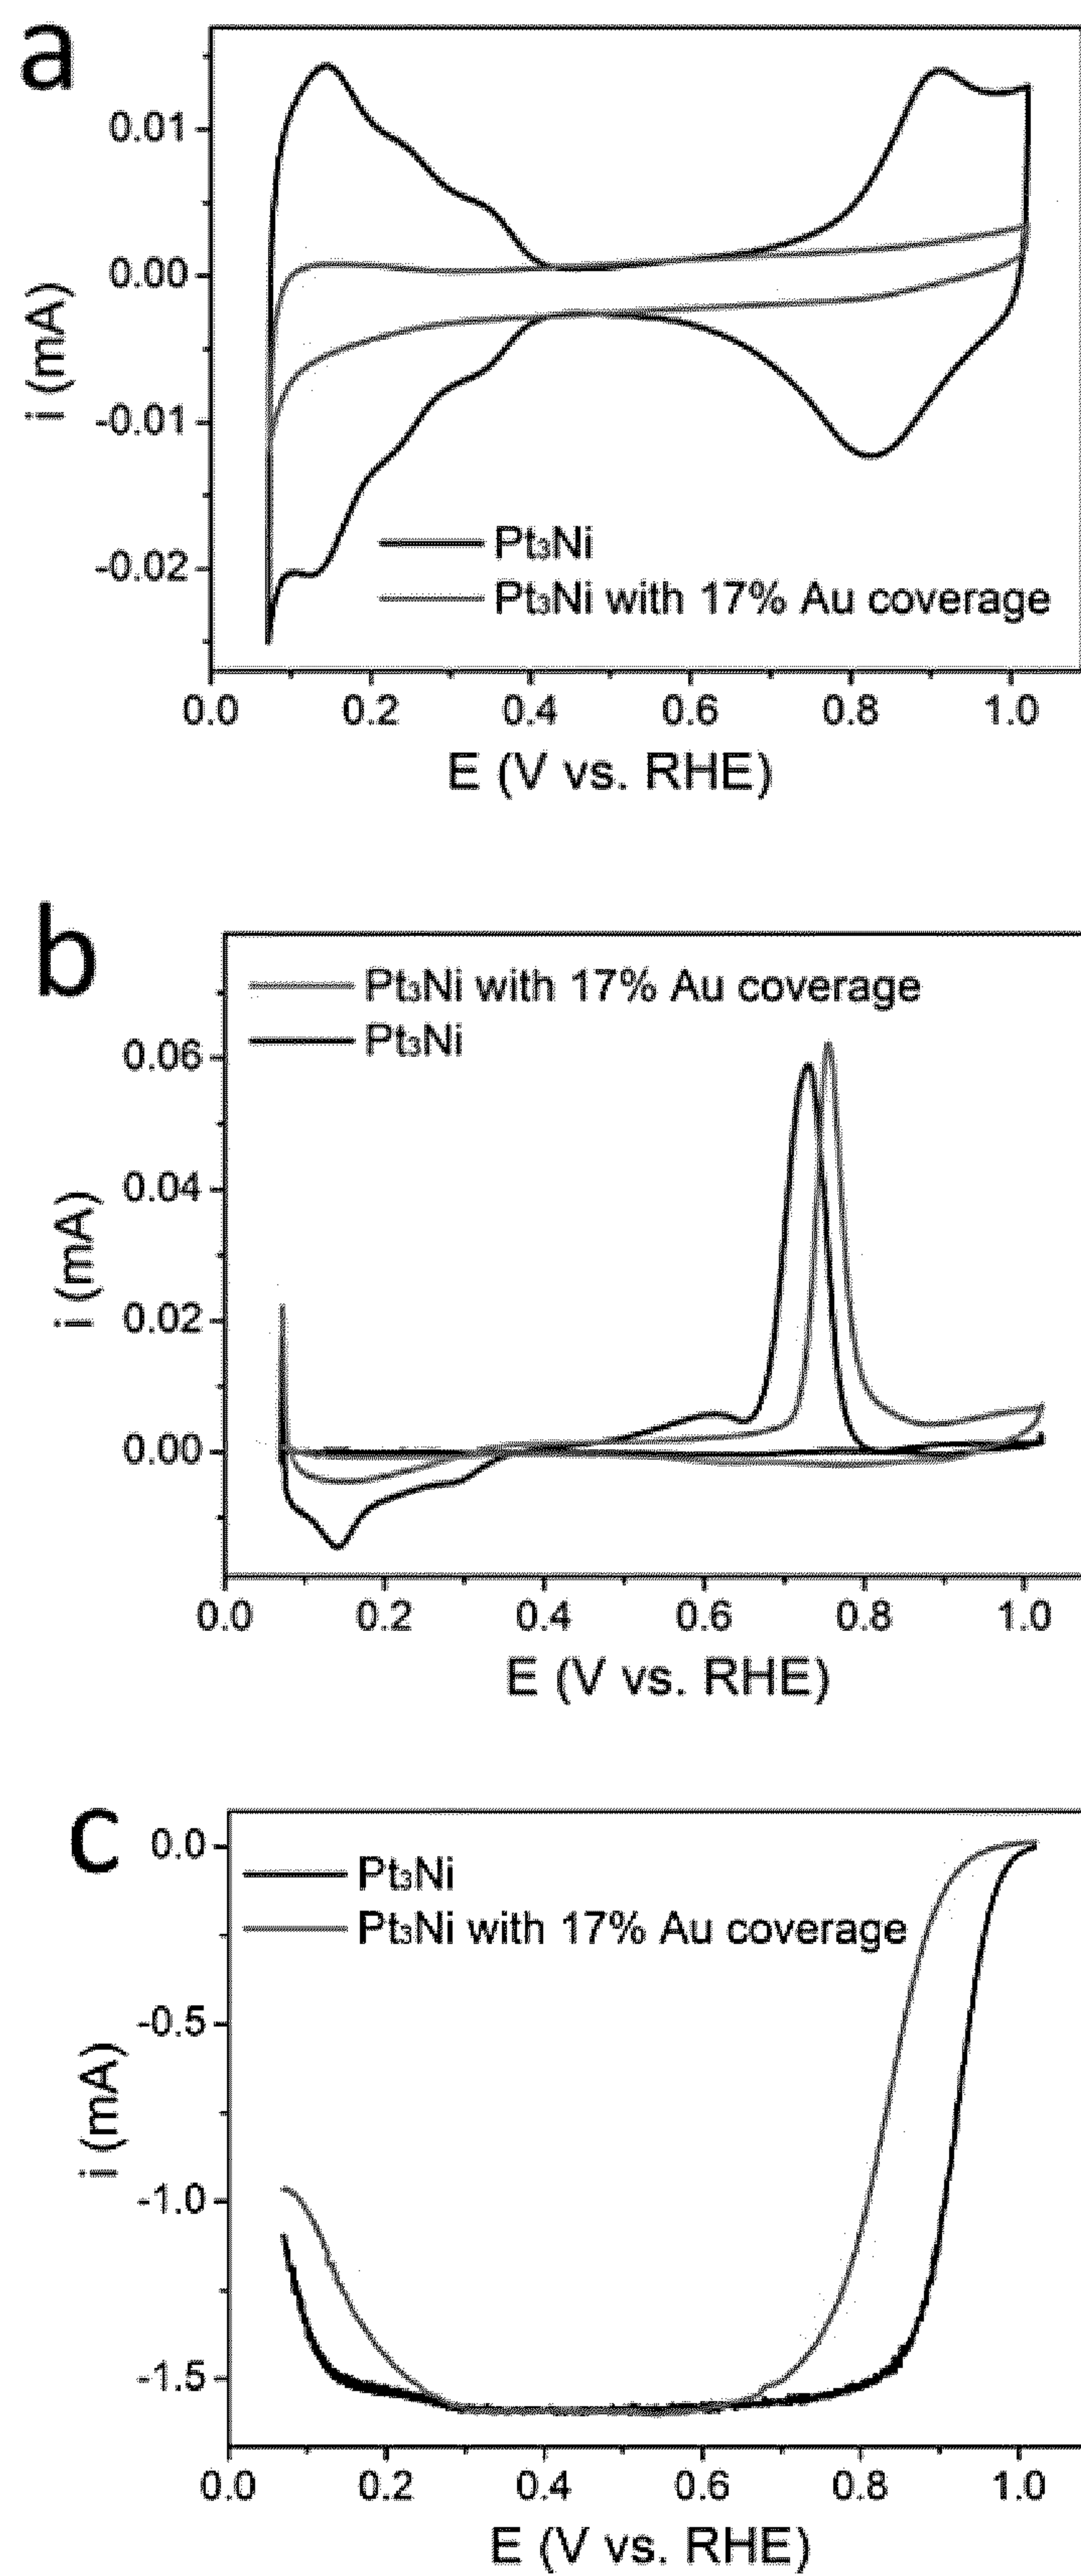 a
0.01
0.00
-0.01
-0.02
i (mA)
Pt₃Ni
Pt₃Ni with 17% Au coverage
0.0 0.2 0.4 0.6 0.8 1.0
E (V vs. RHE)
b
Pt₃Ni with 17% Au coverage
Pt₃Ni
0.06
0.04
0.02
0.00
i (mA)
0.0 0.2 0.4 0.6 0.8 1.0
E (V vs. RHE)
c
0.0
-0.5
-1.0
-1.5
i (mA)
Pt₃Ni
Pt₃Ni with 17% Au coverage
0.0 0.2 0.4 0.6 0.8 1.0
E (V vs. RHE)